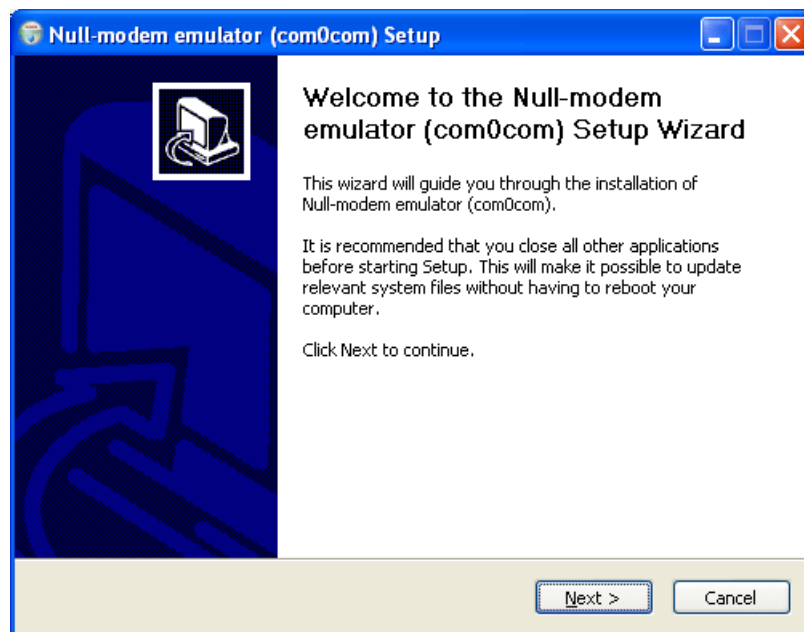 Null-modem emulator (com0com) Setup
Welcome to the Null-modem
emulator (com0com) Setup Wizard
This wizard will guide you through the installation of
Null-modem emulator (com0com).
It is recommended that you close all other applications
before starting Setup. This will make it possible to update
relevant system files without having to reboot your
computer.
Click Next to continue.
Next >
Cancel